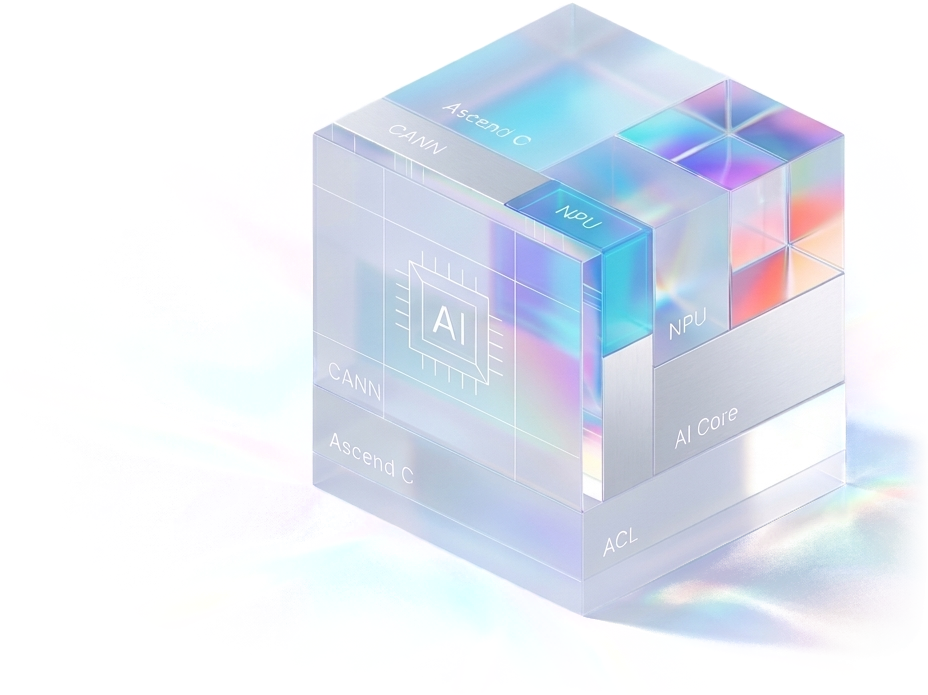 Ascend C
CANN
NPU
AI
NPU
CANN
AI Core
Ascend C
ACL